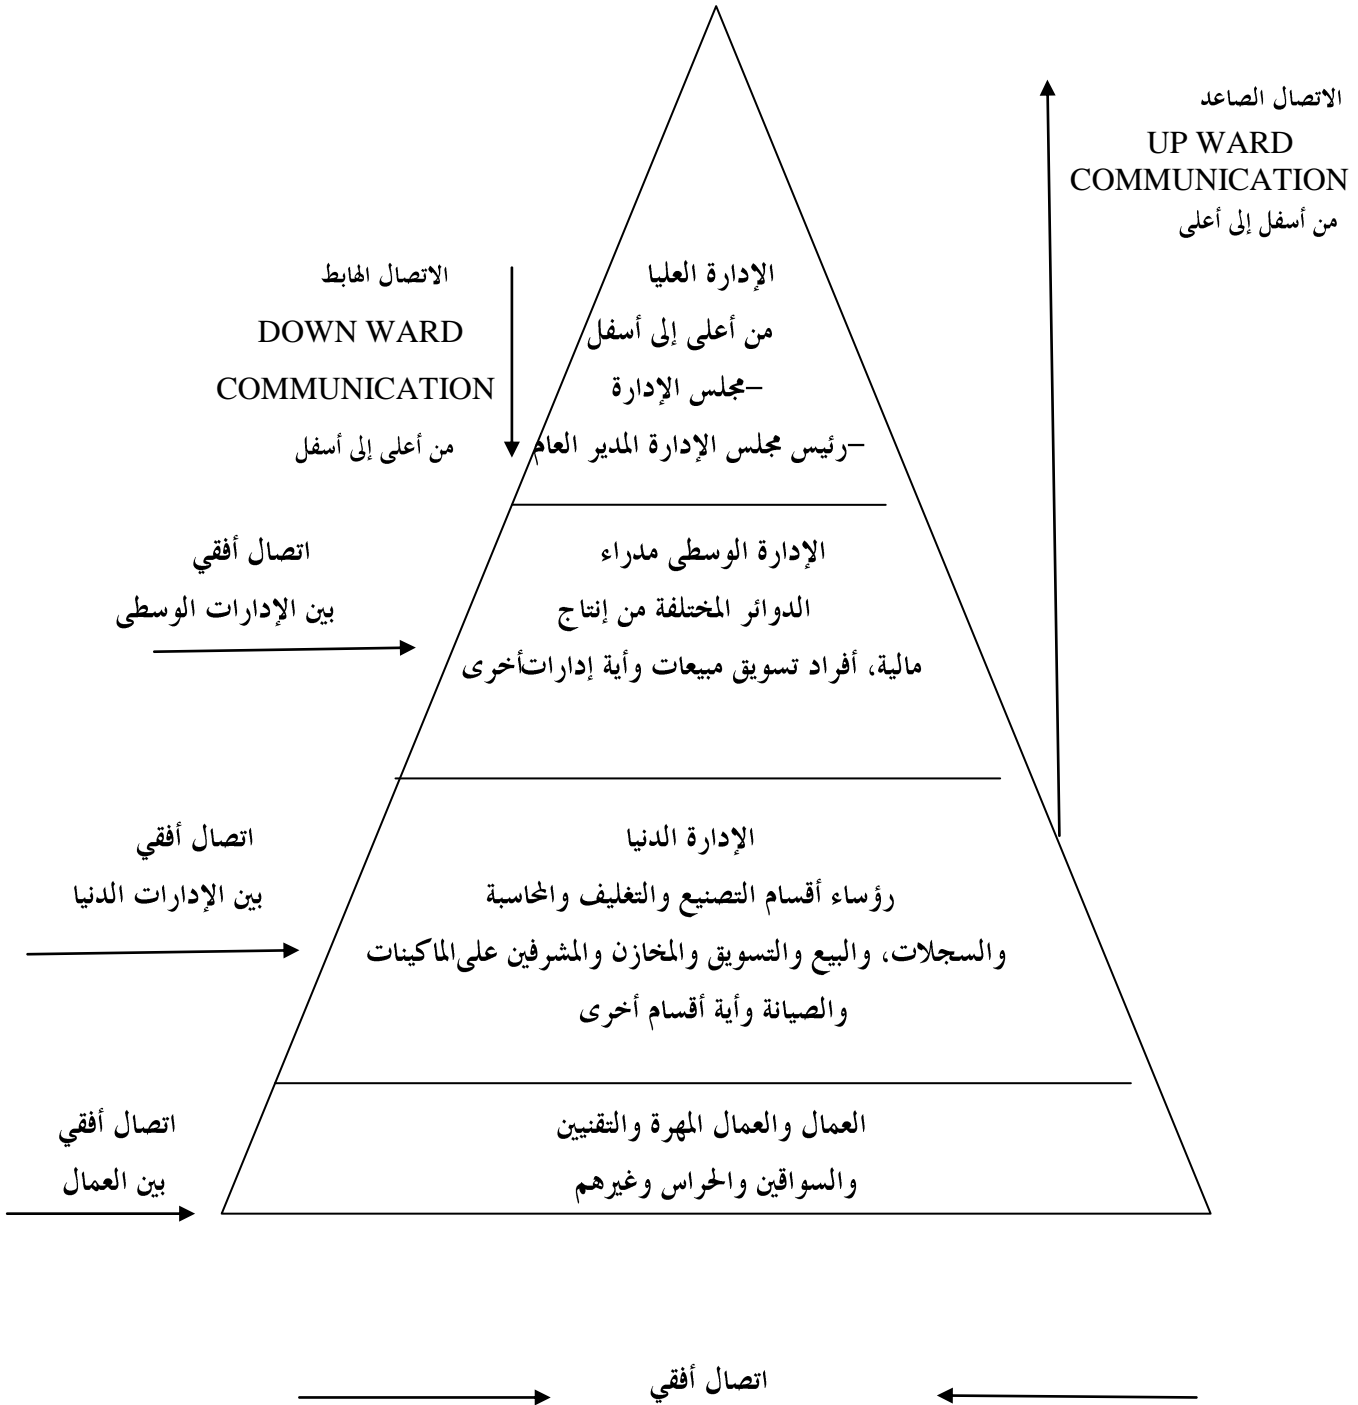 الاتصال الصاعد
UP WARD
COMMUNICATION
من أسفل إلى أعلى
الإدارة العليا
من أعلى إلى أسفل
–مجلس الإدارة
–رئيس مجلس الإدارة المدير العام
الاتصال الهابط
DOWN WARD
COMMUNICATION
من أعلى إلى أسفل
الإدارة الوسطى مدراء
الدوائر المختلفة من إنتاج
مالية، أفراد تسويق مبيعات وأية إدارات أخرى
اتصال أفقي
بين الإدارات الوسطى
الإدارة الدنيا
رؤساء أقسام التصنيع والتغليف والمحاسبة
والسجلات، والبيع والتسويق والمخازن والمشرفين على الماكينات
والصيانة وأية أقسام أخرى
اتصال أفقي
بين الإدارات الدنيا
العمال والعمال المهرة والتقنيين
والسواقين والحراس وغيرهم
اتصال أفقي
بين العمال
اتصال أفقي